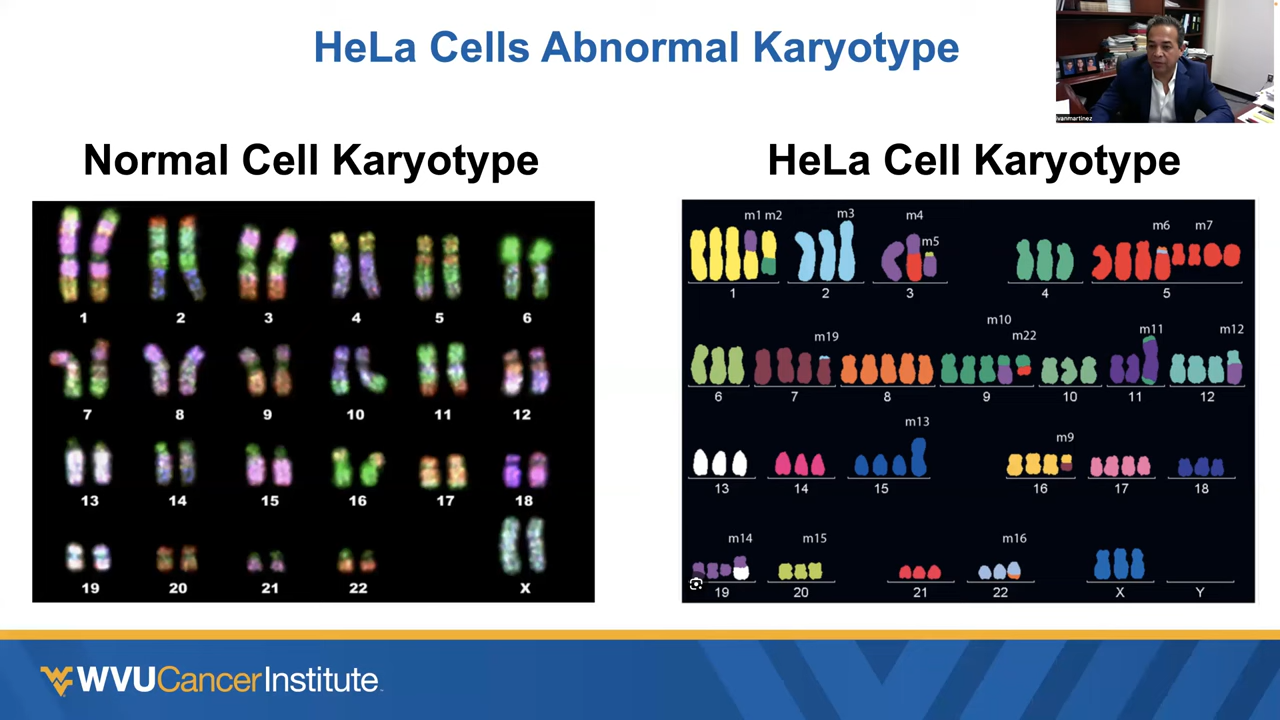 HeLa Cells Abnormal Karyotype
ivanmartinez
Normal Cell Karyotype
1 2 3 4 5 6
7 8 9 10 11 12
13 14 15 16 17 18
19 20 21 22 X
HeLa Cell Karyotype
m1 m2 m3 m4 m5 m6 m7
1 2 3 4 5
m19 m10 m22 m11 m12
6 7 8 9 10 11 12
m13 m9
13 14 15 16 17 18
m14 m15 m16
19 20 21 22 X Y
WVUCancerInstitute